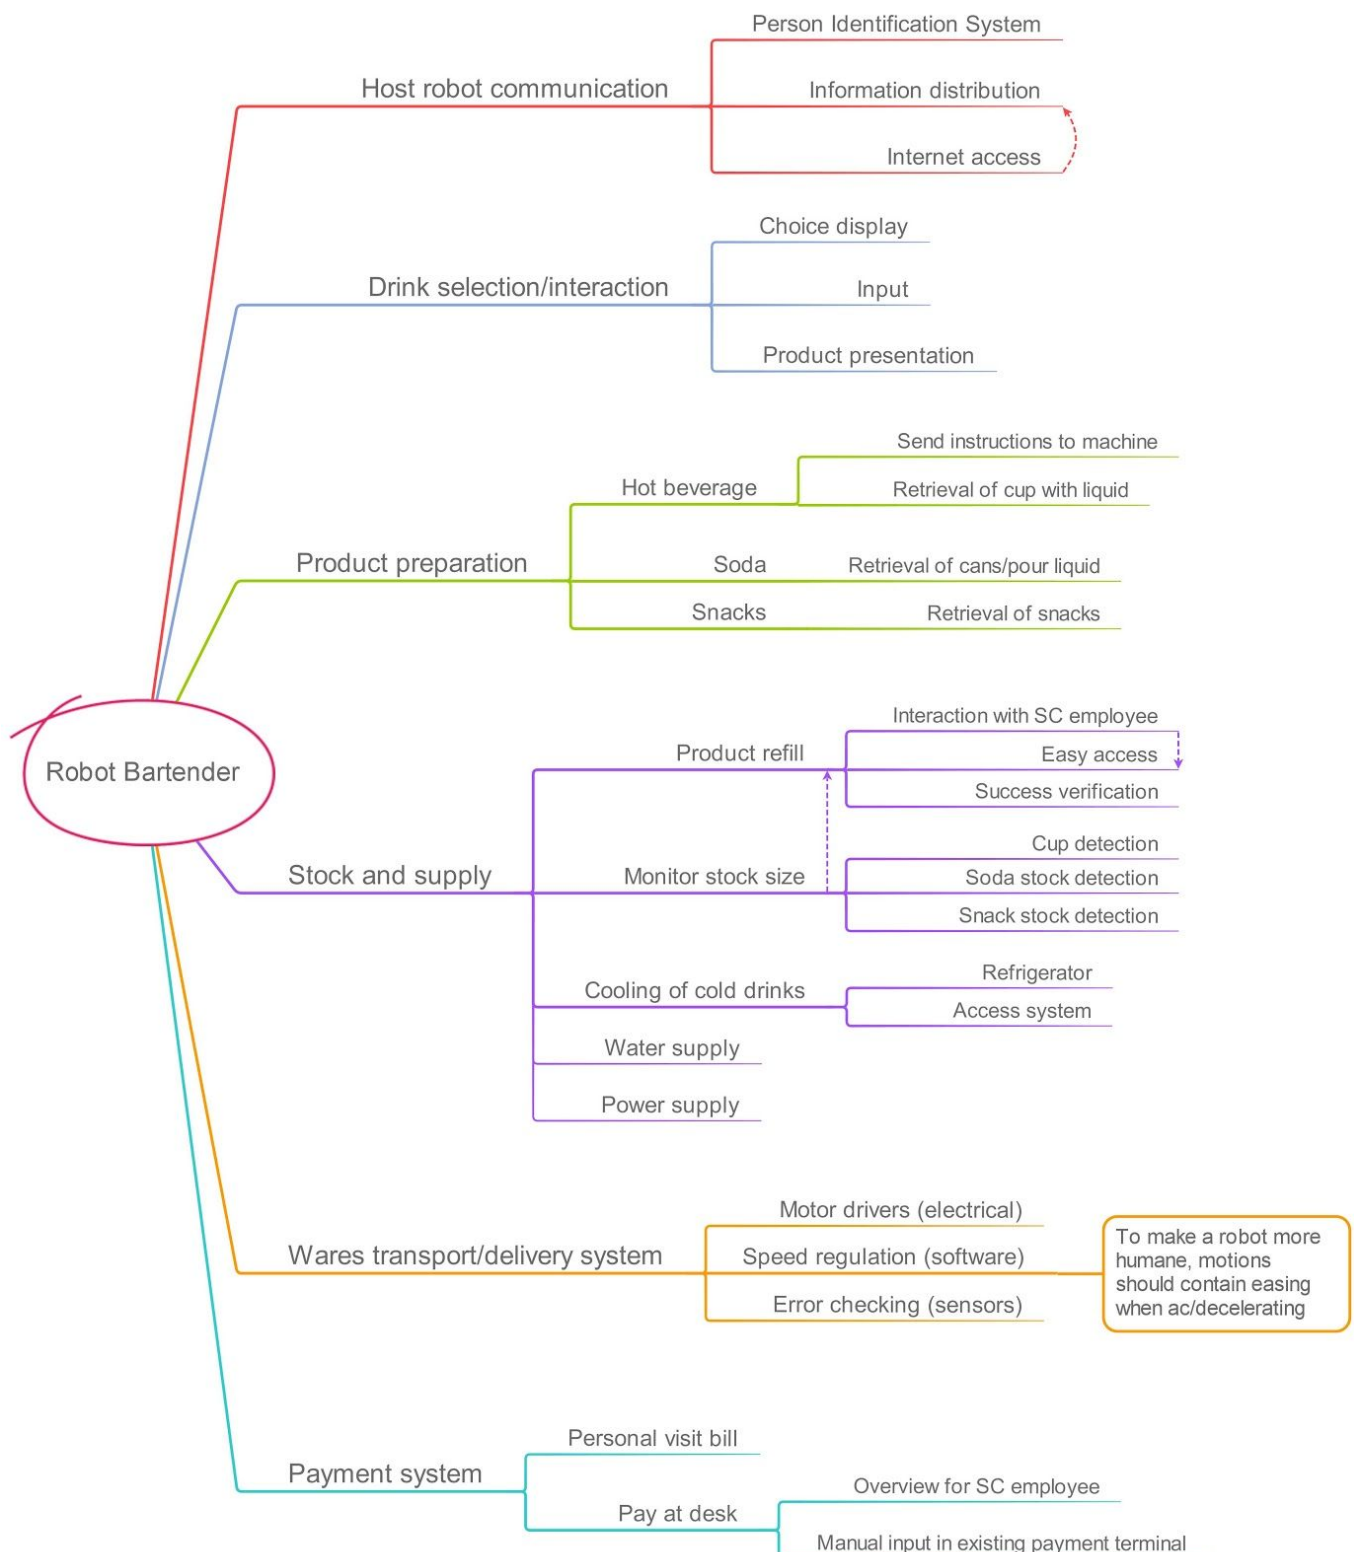 Person Identification System
Host robot communication
Information distribution
Internet access
Choice display
Drink selection/interaction
Input
Product presentation
Send instructions to machine
Hot beverage
Retrieval of cup with liquid
Product preparation
Soda
Retrieval of cans/pour liquid
Snacks
Retrieval of snacks
Interaction with SC employee
Product refill
Easy access
Success verification
Robot Bartender
Cup detection
Stock and supply
Monitor stock size
Soda stock detection
Snack stock detection
Refrigerator
Cooling of cold drinks
Access system
Water supply
Power supply
Motor drivers (electrical)
Wares transport/delivery system
Speed regulation (software)
Error checking (sensors)
To make a robot more
humane, motions
should contain easing
when ac/decelerating
Personal visit bill
Payment system
Overview for SC employee
Pay at desk
Manual input in existing payment terminal